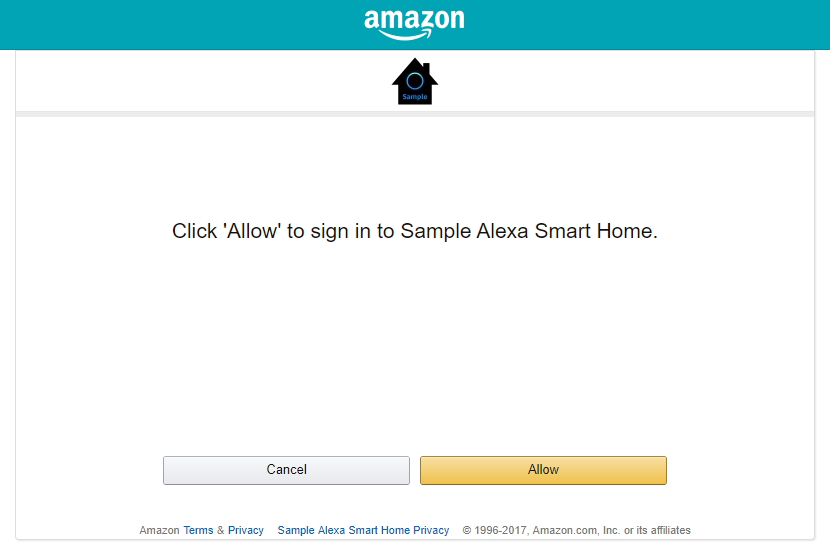 amazon
Sample
Click 'Allow' to sign in to Sample Alexa Smart Home.
Cancel Allow
Amazon Terms & Privacy Sample Alexa Smart Home Privacy © 1996-2017, Amazon.com, Inc. or its affiliates